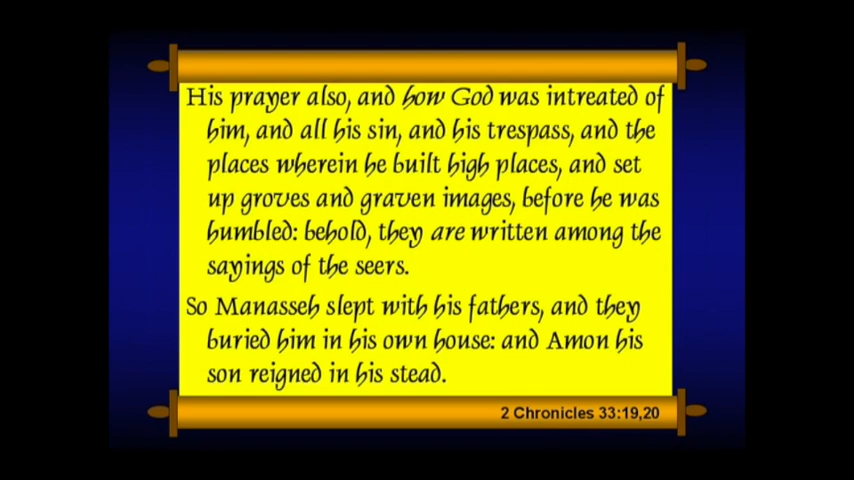 His prayer also, and how God was intreated of
him, and all his sin, and his trespass, and the
places wherein he built high places, and set
up groves and graven images, before he was
humbled: behold, they are written among the
sayings of the seers.
So Manasseh slept with his fathers, and they
buried him in his own house: and Amon his
son reigned in his stead.
2 Chronicles 33:19,20